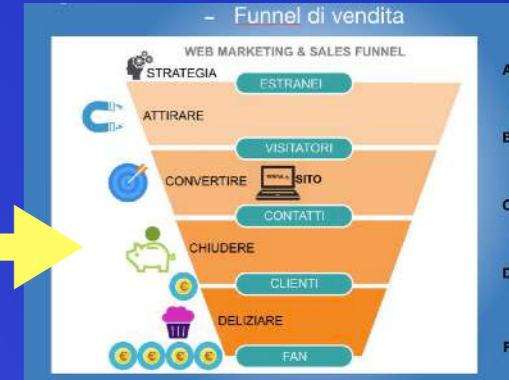 - Funnel di vendita
WEB MARKETING & SALES FUNNEL
STRATEGIA
ESTRANEI
ATTIRARE
VISITATORI
CONVERTIRE
SITO
CONTATTI
CHIUDERE
CLIENTI
DELIZIARE
FAN